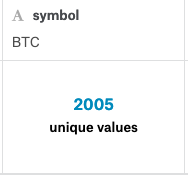 A symbol
BTC
2005
unique values